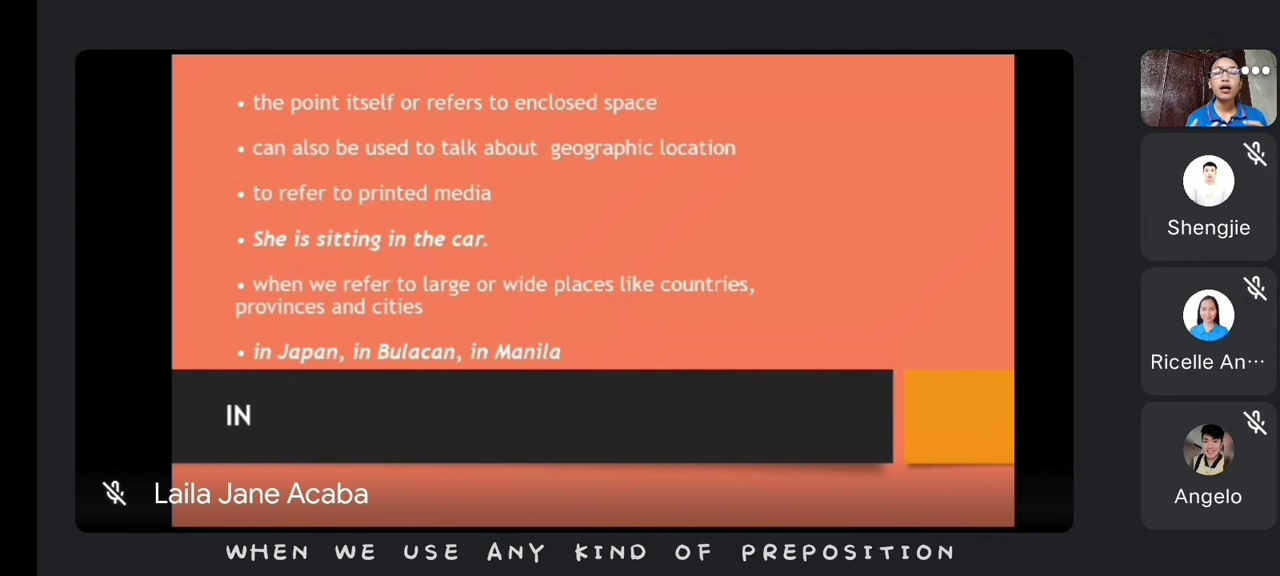 • the point itself or refers to enclosed space
• can also be used to talk about geographic location
• to refer to printed media
• She is sitting in the car.
• when we refer to large or wide places like countries,
provinces and cities
• in Japan, in Bulacan, in Manila
IN
Laila Jane Acaba
WHEN WE USE ANY KIND OF PREPOSITION
Shengjie
Ricelle An...
Angelo